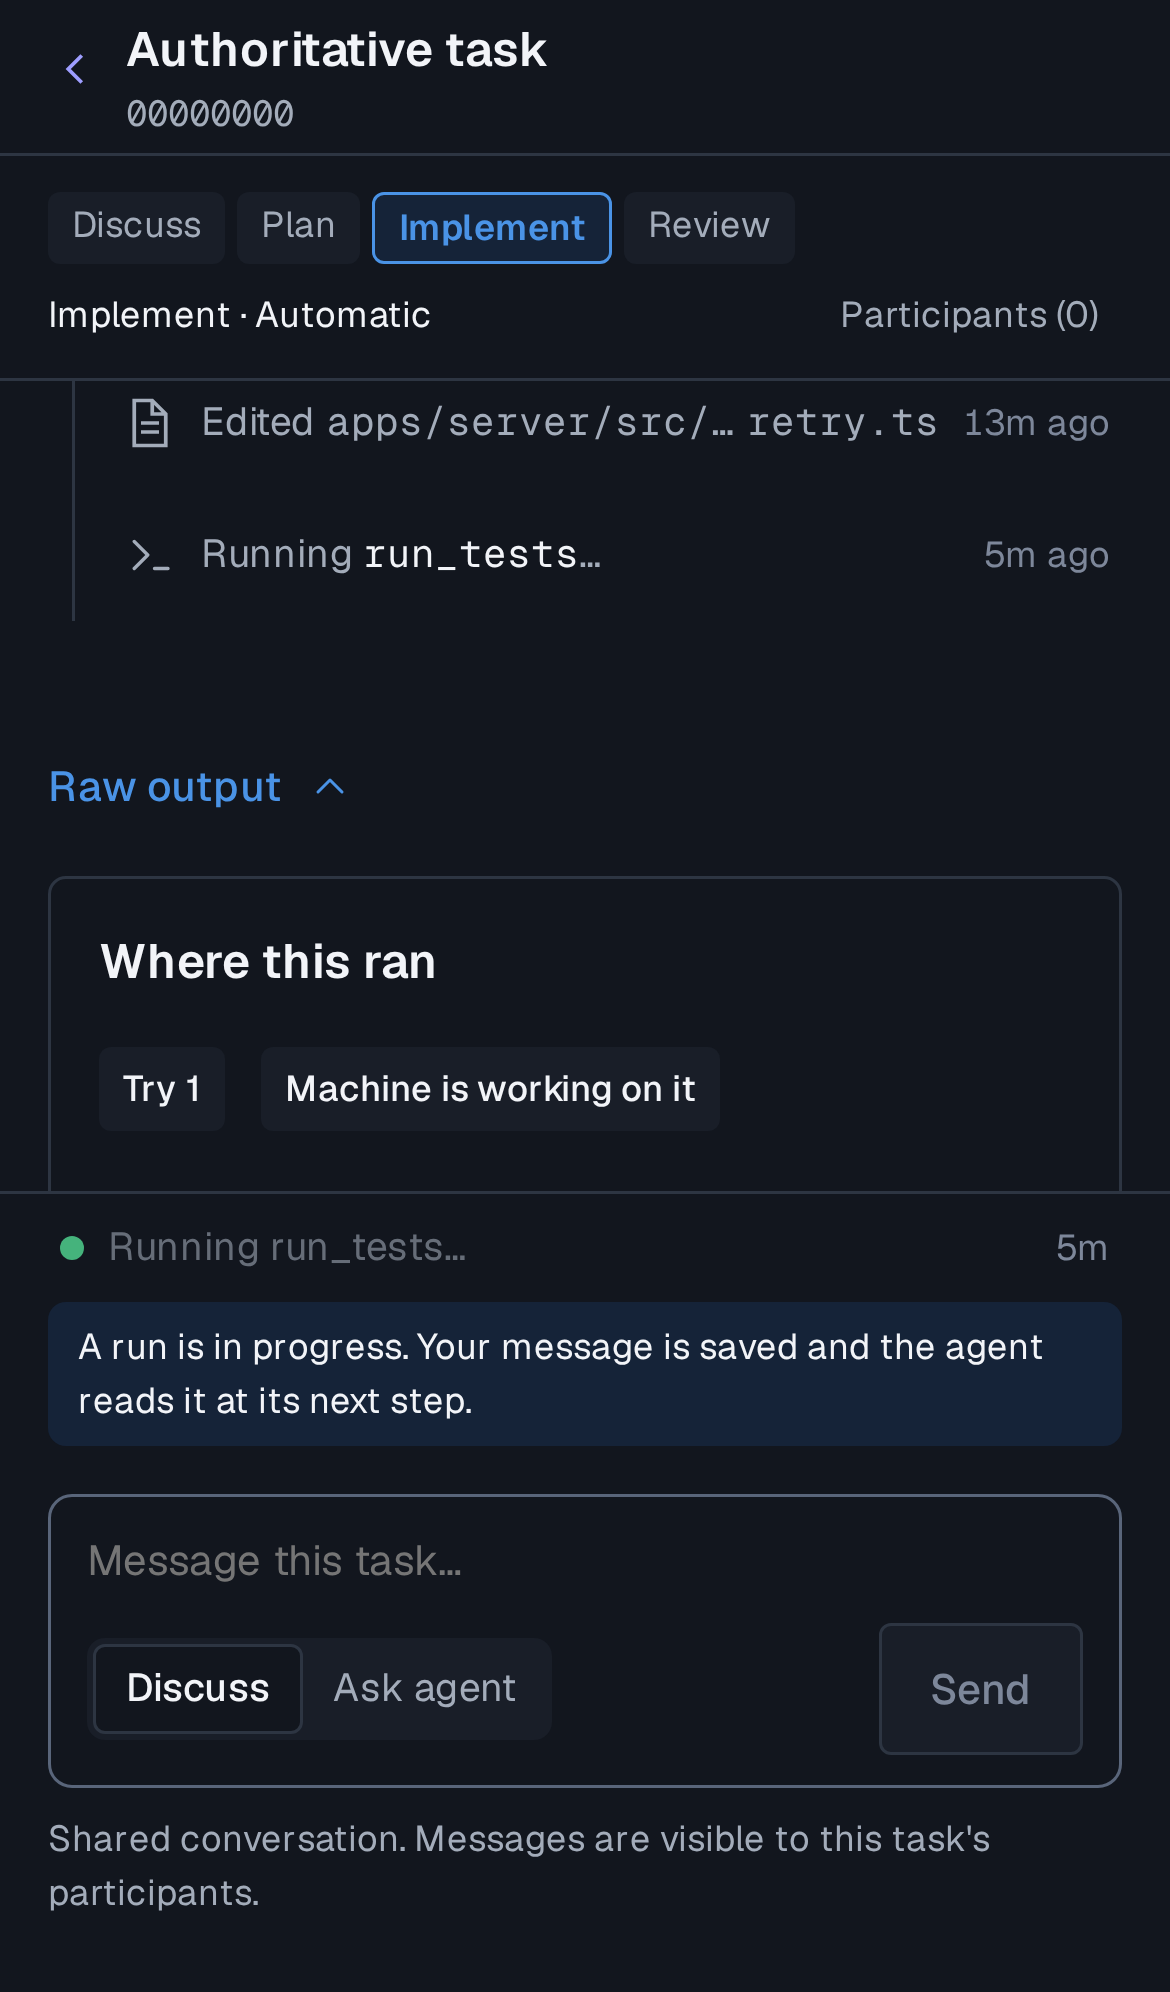 Authoritative task
00000000
Discuss Plan Implement Review
Implement · Automatic Participants (0)
Edited apps/server/src/… retry.ts 13m ago
Running run_tests… 5m ago
Raw output
Where this ran
Try 1 Machine is working on it
Running run_tests… 5m
A run is in progress. Your message is saved and the agent
reads it at its next step.
Message this task…
Discuss Ask agent Send
Shared conversation. Messages are visible to this task's
participants.